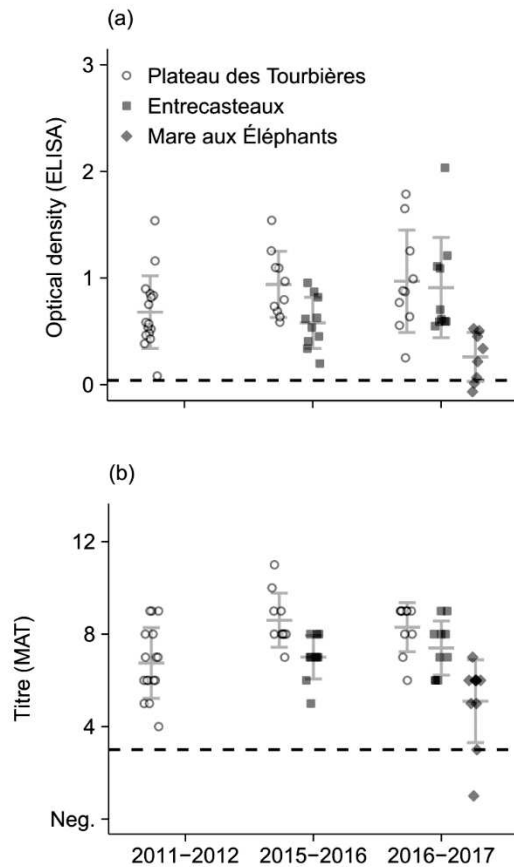 (a)
3
2
1
0
Optical density (ELISA)
Plateau des Tourbières
Entrecasteaux
Mare aux Éléphants
(b)
12
8
4
Neg.
Titre (MAT)
2011−2012 2015−2016 2016−2017